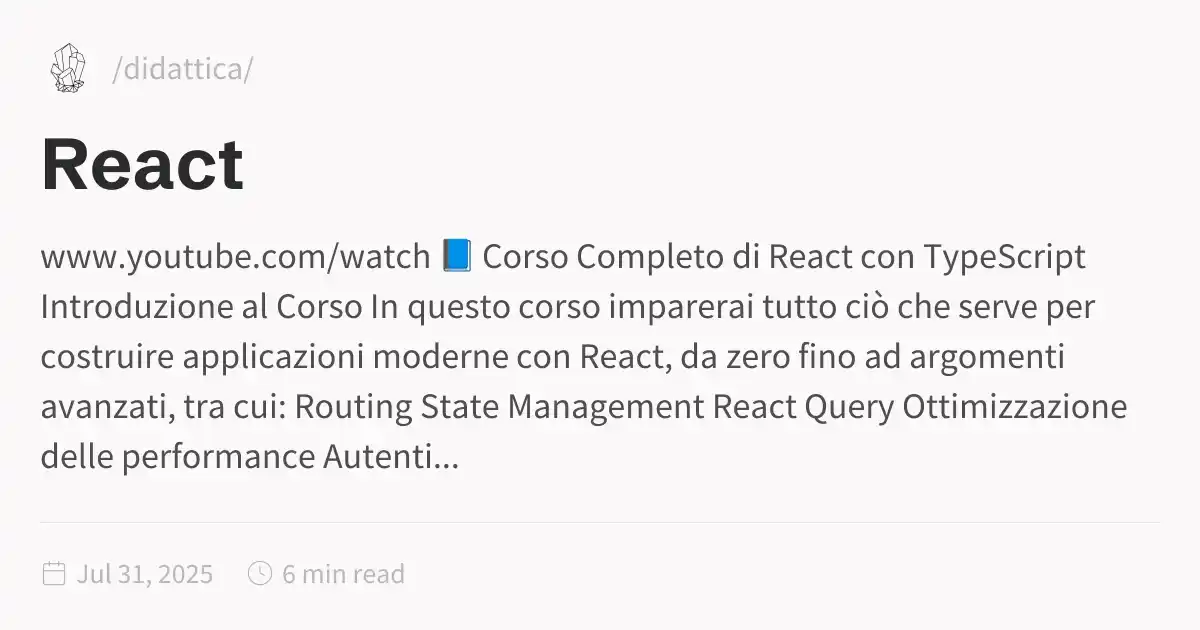 /didattica/
React
www.youtube.com/watch 📘 Corso Completo di React con TypeScript
Introduzione al Corso In questo corso imparerai tutto ciò che serve per
costruire applicazioni moderne con React, da zero fino ad argomenti
avanzati, tra cui: Routing State Management React Query Ottimizzazione
delle performance Autenti...
Jul 31, 2025 6 min read